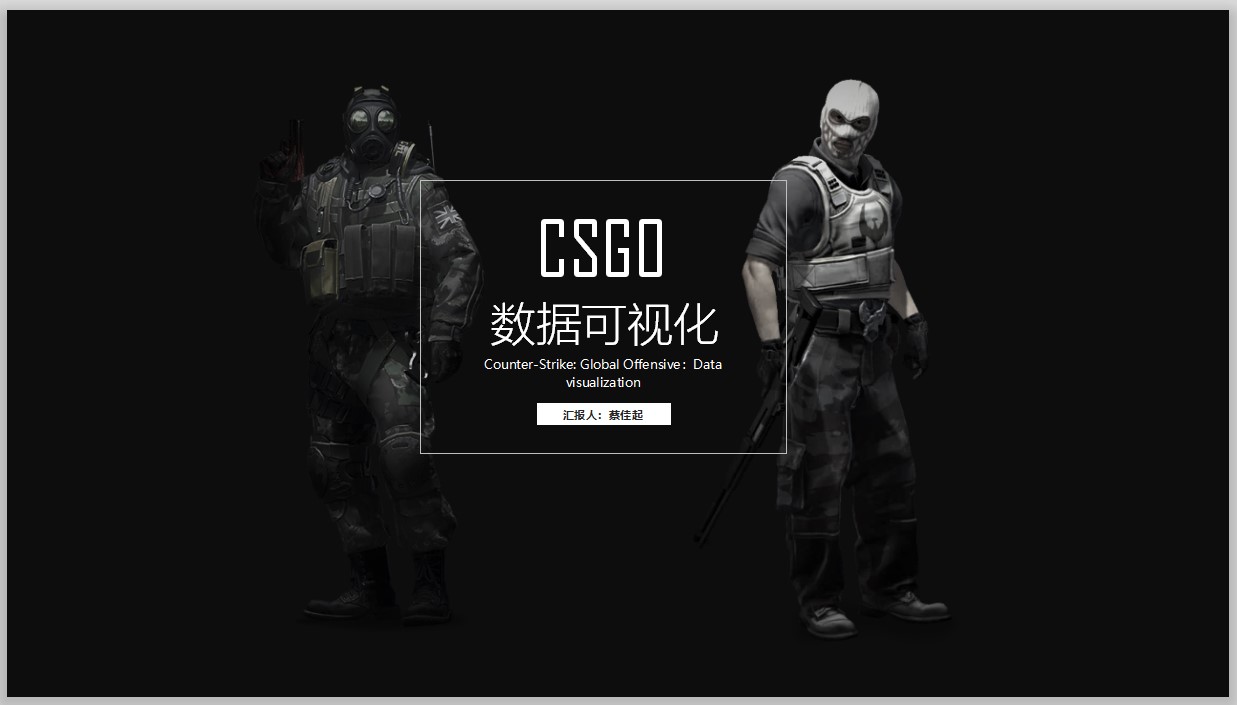 CSGO
数据可视化
Counter-Strike: Global Offensive：Data
visualization
汇报人：蔡佳起